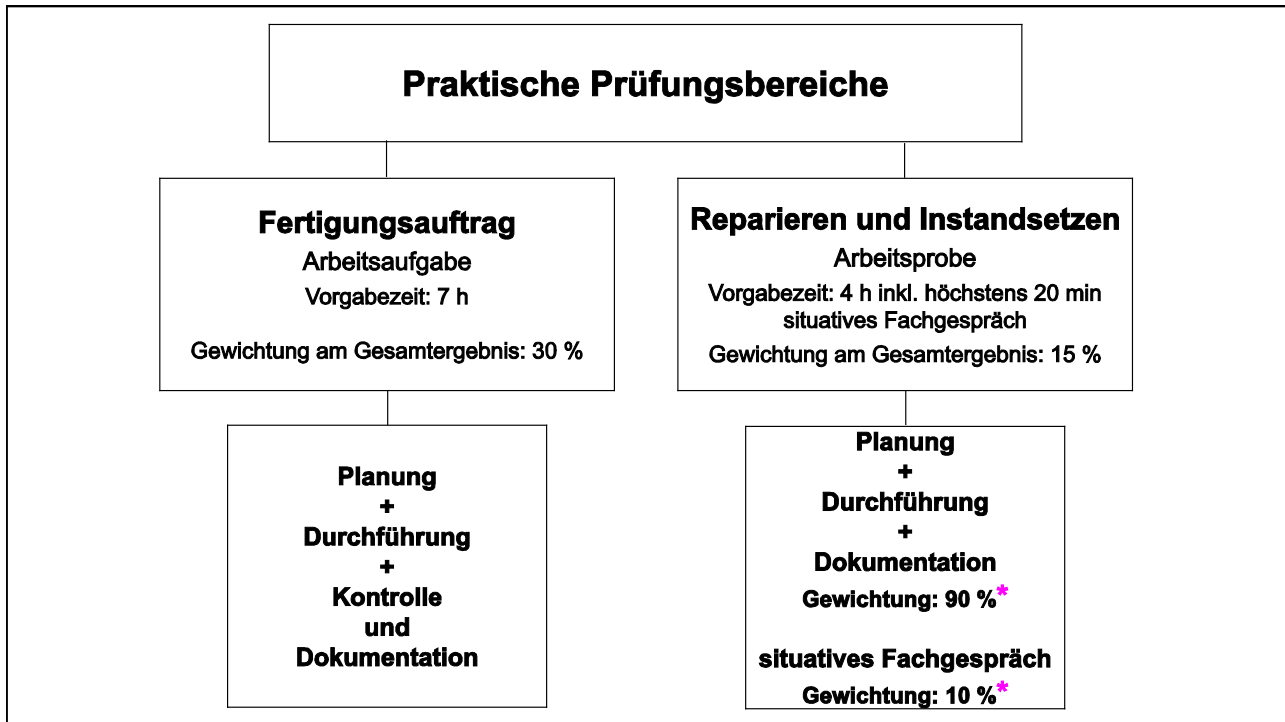 Praktische Prüfungsbereiche
Fertigungsauftrag
Arbeitsaufgabe
Vorgabezeit: 7 h
Gewichtung am Gesamtergebnis: 30 %
Reparieren und Instandsetzen
Arbeitsprobe
Vorgabezeit: 4 h inkl. höchstens 20 min
situatives Fachgespräch
Gewichtung am Gesamtergebnis: 15 %
Planung
+
Durchführung
+
Kontrolle
und
Dokumentation
Planung
+
Durchführung
+
Dokumentation
Gewichtung: 90 %*
situatives Fachgespräch
Gewichtung: 10 %*